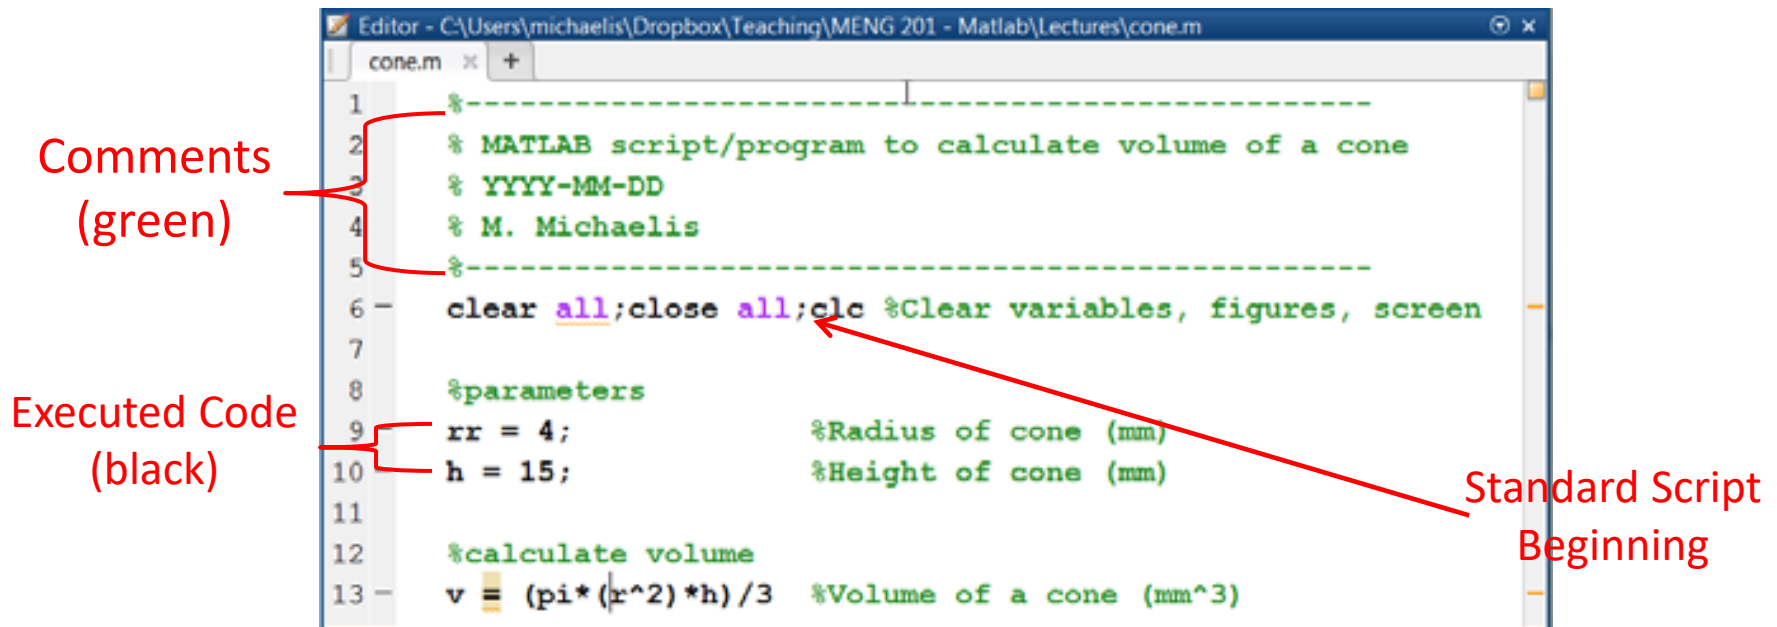 Editor - C:\Users\michaelis\Dropbox\Teaching\MENG 201 - Matlab\Lectures\cone.m
cone.m
1 %--------------------------------------------------
2 % MATLAB script/program to calculate volume of a cone
3 % YYYY-MM-DD
4 % M. Michaelis
5 %--------------------------------------------------
6 clear all;close all;clc %Clear variables, figures, screen
7
8 %parameters
9 rr = 4; %Radius of cone (mm)
10 h = 15; %Height of cone (mm)
11
12 %calculate volume
13 v = (pi*(r^2)*h)/3 %Volume of a cone (mm^3)
Comments
(green)
Executed Code
(black)
Standard Script
Beginning